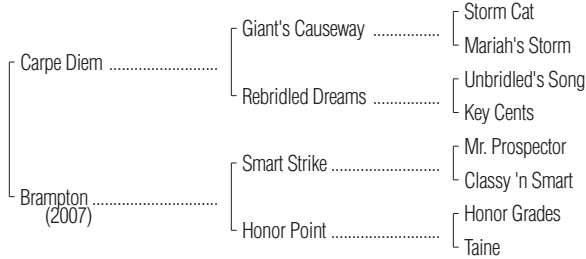 Storm Cat
Giant's Causeway ................
Mariah's Storm
Carpe Diem ..........................
Unbridled's Song
Rebridled Dreams ................
Key Cents
Mr. Prospector
Smart Strike ..........................
Classy 'n Smart
Brampton ..............................
(2007)
Honor Grades
Honor Point ..........................
Taine